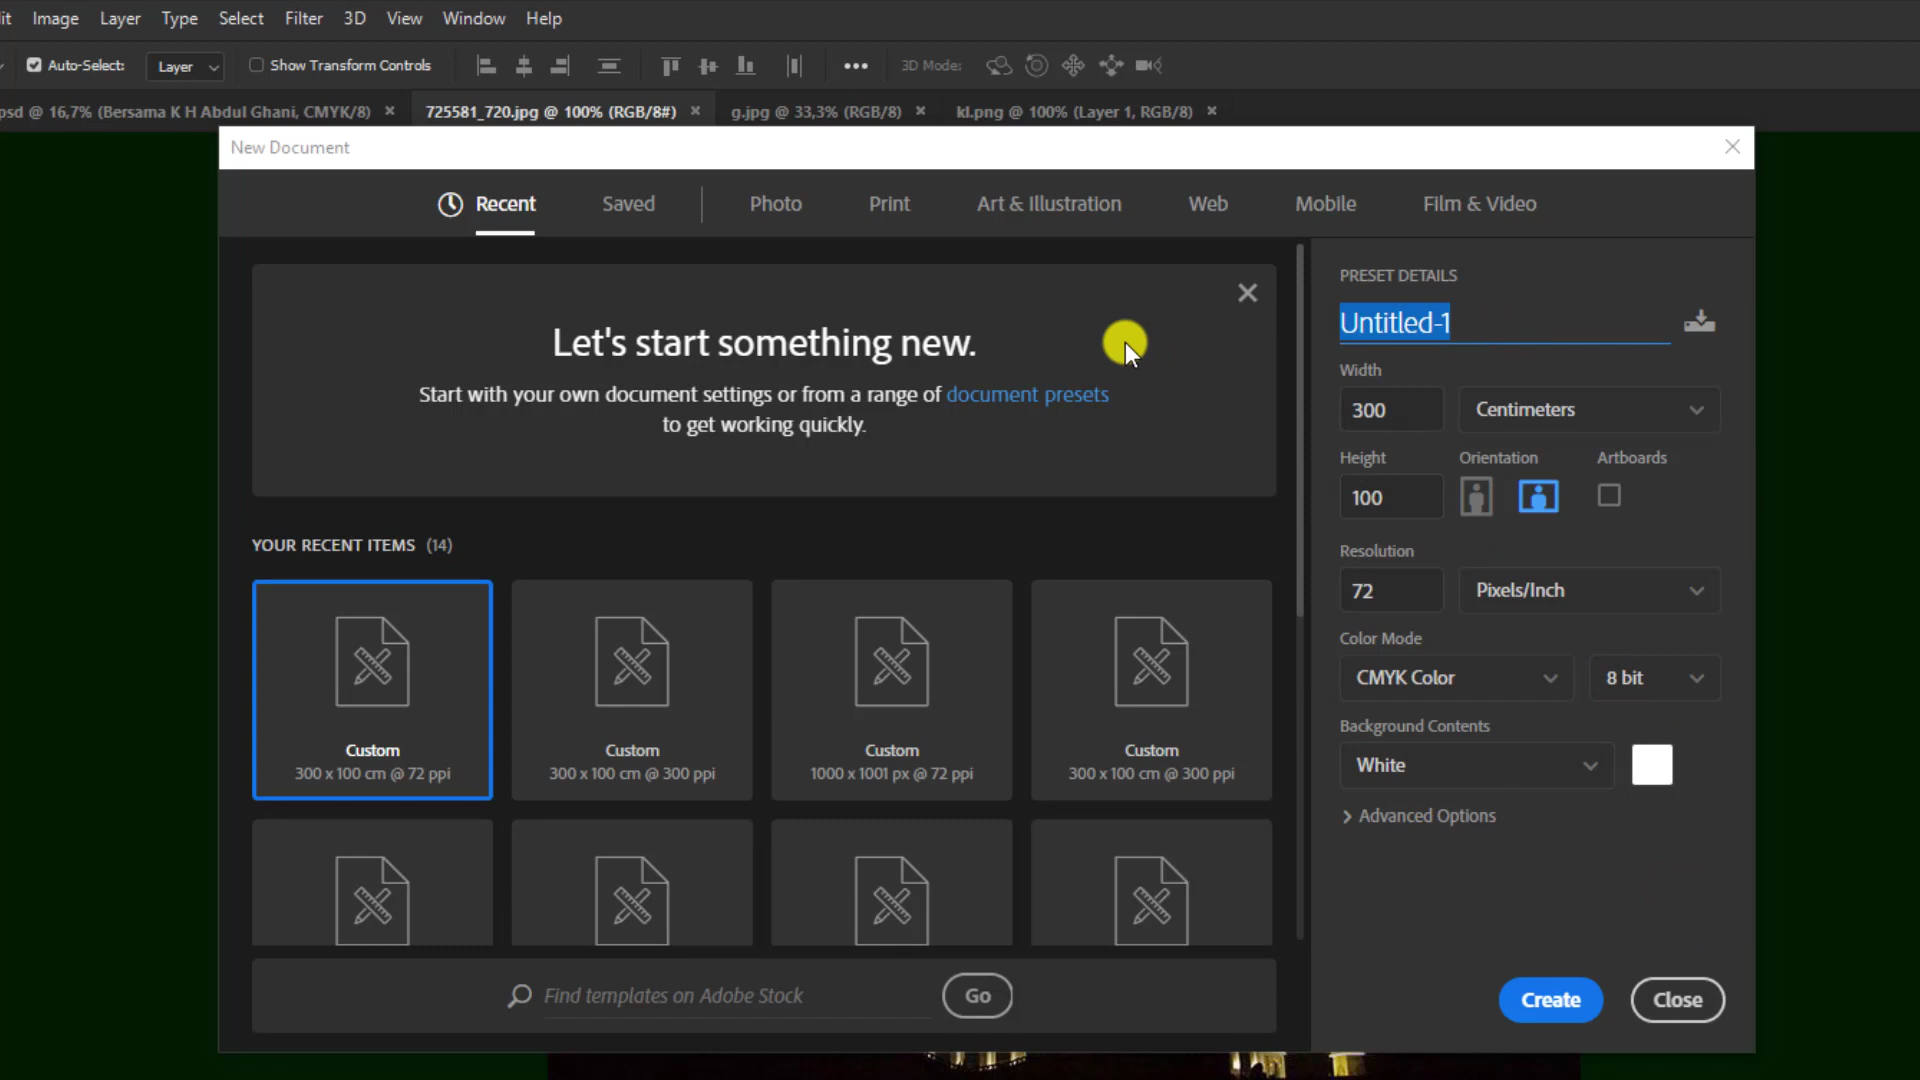 it Image Layer Type Select Filter 3D View Window Help
Auto-Select: Layer Show Transform Controls 3D Mode:
psd @ 16,7% (Bersama K H Abdul Ghani, CMYK/8) × 725581_720.jpg @ 100% (RGB/8#) × g.jpg @ 33,3% (RGB/8) × kl.png @ 100% (Layer 1, RGB/8) ×
New Document
Recent Saved Photo Print Art & Illustration Web Mobile Film & Video
Let's start something new.
Start with your own document settings or from a range of document presets
to get working quickly.
YOUR RECENT ITEMS (14)
Custom
300 x 100 cm @ 72 ppi
Custom
300 x 100 cm @ 300 ppi
Custom
1000 x 1001 px @ 72 ppi
Custom
300 x 100 cm @ 300 ppi
Find templates on Adobe Stock Go
PRESET DETAILS
Untitled-1
Width
300 Centimeters
Height Orientation Artboards
100
Resolution
72 Pixels/Inch
Color Mode
CMYK Color 8 bit
Background Contents
White
Advanced Options
Create Close